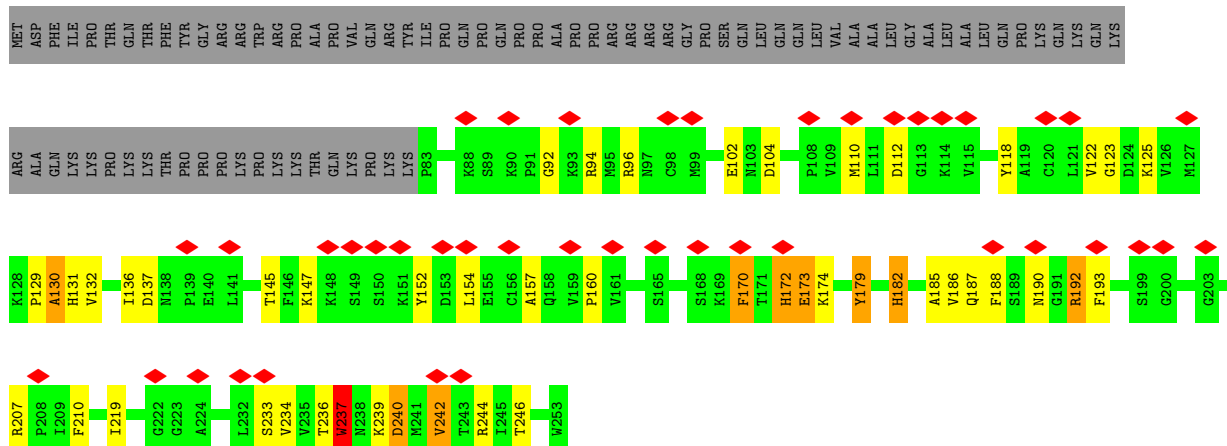 MET ASP PHE ILE PRO THR GLN THR PHE TYR GLY ARG ARG TRP ARG PRO ALA PRO VAL GLN ARG TYR ILE PRO GLN PRO GLN PRO PRO ALA PRO PRO ARG ARG ARG ARG GLY PRO SER GLN LEU GLN GLN LEU VAL ALA ALA LEU GLY ALA LEU ALA LEU GLN PRO LYS GLN LYS GLN LYS
ARG ALA GLN LYS LYS PRO LYS LYS THR PRO PRO PRO LYS PRO LYS LYS THR GLN LYS PRO LYS LYS P83 K88 S89 K90 P91 G92 K93 R94 M95 R96 N97 C98 M99 E102 N103 D104 P108 V109 M110 L111 D112 G113 K114 V115 Y118 A119 C120 L121 V122 G123 D124 K125 V126 M127
K128 P129 A130 H131 V132 I136 D137 N138 P139 E140 L141 T145 F146 K147 K148 S149 S150 K151 Y152 D153 L154 E155 C156 A157 Q158 V159 P160 V161 S165 S168 K169 F170 T171 H172 E173 K174 Y179 H182 A185 V186 Q187 F188 S189 N190 G191 R192 F193 S199 G200 G203
R207 P208 I209 F210 I219 G222 G223 A224 L232 S233 V234 V235 T236 W237 N238 K239 D240 M241 V242 T243 R244 I245 T246 W253